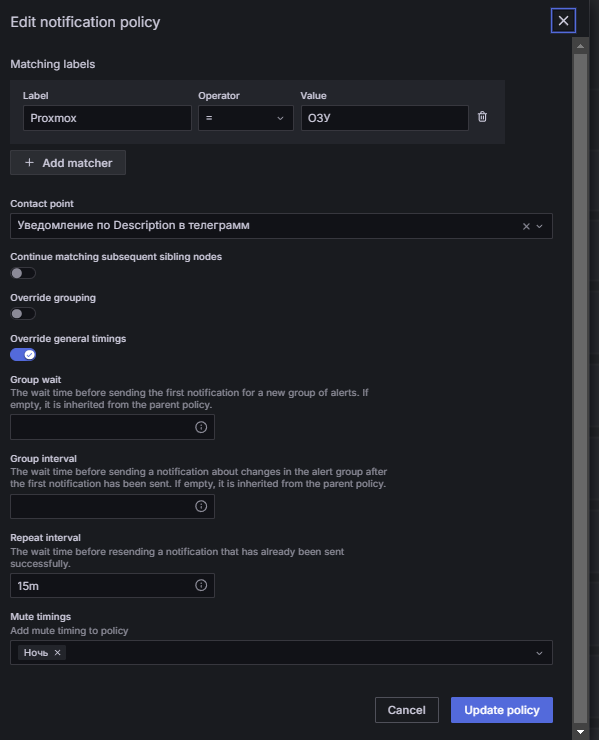 Edit notification policy
Matching labels
Label Operator Value
Proxmox = ОЗУ
+ Add matcher
Contact point
Уведомление по Description в телеграмм
Continue matching subsequent sibling nodes
Override grouping
Override general timings
Group wait
The wait time before sending the first notification for a new group of alerts. If
empty, it is inherited from the parent policy.
Group interval
The wait time before sending a notification about changes in the alert group after
the first notification has been sent. If empty, it is inherited from the parent policy.
Repeat interval
The wait time before resending a notification that has already been sent
successfully.
15m
Mute timings
Add mute timing to policy
Ночь
Cancel Update policy